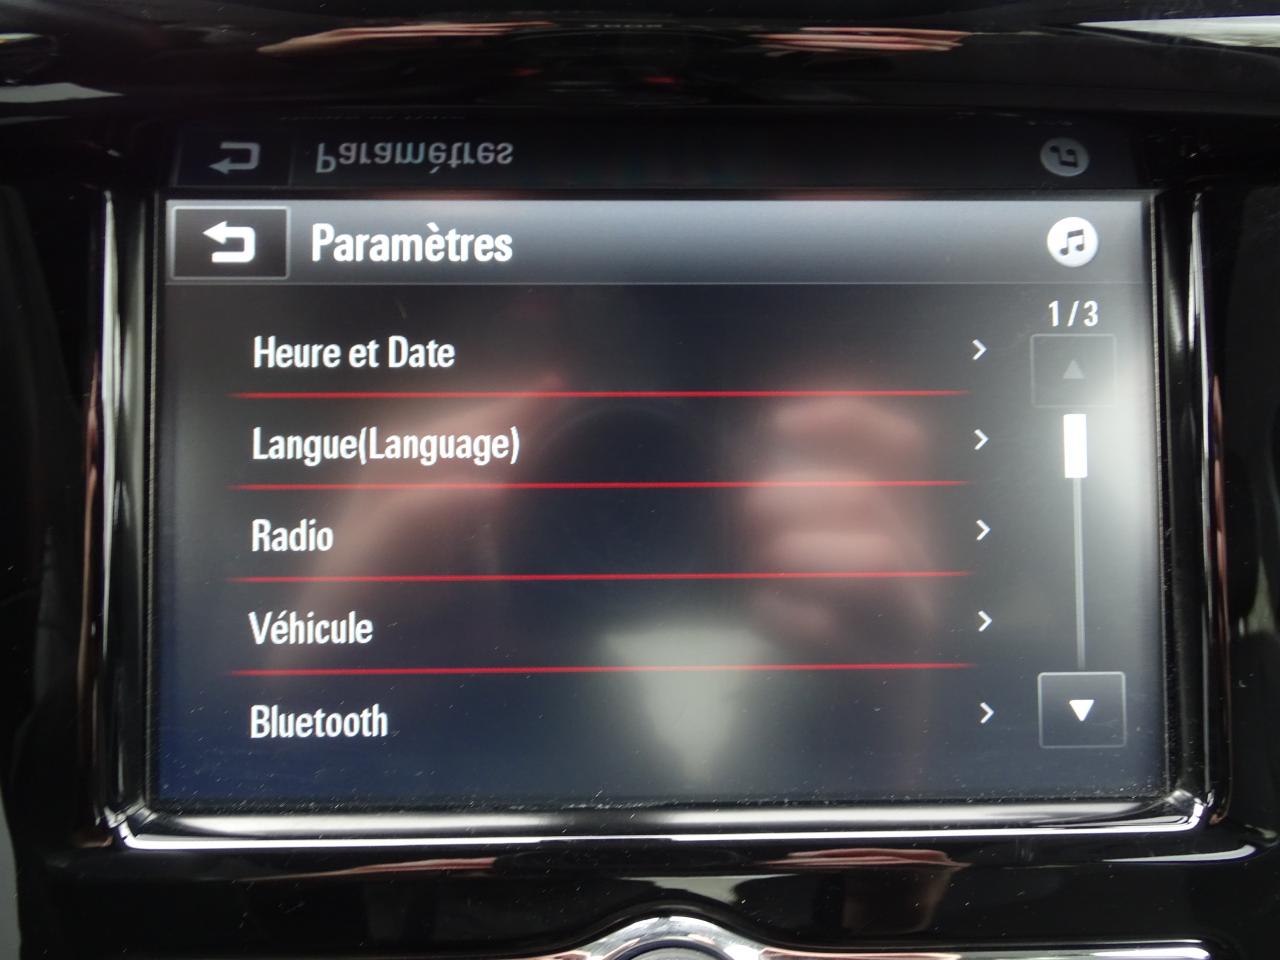 Paramètres
1/3
Heure et Date
Langue(Language)
Radio
Véhicule
Bluetooth